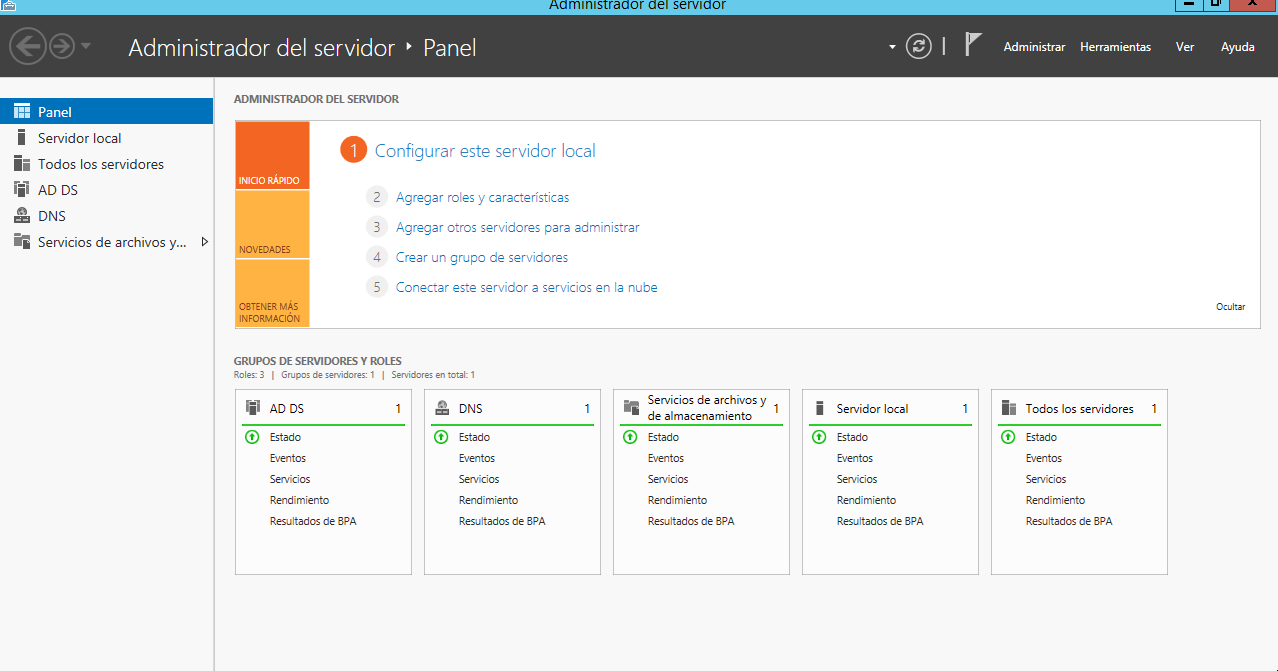 Administrador del servidor
Administrador del servidor ‣ Panel
Administrar Herramientas Ver Ayuda
Panel
Servidor local
Todos los servidores
AD DS
DNS
Servicios de archivos y...
ADMINISTRADOR DEL SERVIDOR
INICIO RÁPIDO
NOVEDADES
OBTENER MÁS
INFORMACIÓN
1 Configurar este servidor local
2 Agregar roles y características
3 Agregar otros servidores para administrar
4 Crear un grupo de servidores
5 Conectar este servidor a servicios en la nube
Ocultar
GRUPOS DE SERVIDORES Y ROLES
Roles: 3 | Grupos de servidores: 1 | Servidores en total: 1
AD DS 1
Estado
Eventos
Servicios
Rendimiento
Resultados de BPA
DNS 1
Estado
Eventos
Servicios
Rendimiento
Resultados de BPA
Servicios de archivos y
de almacenamiento 1
Estado
Eventos
Servicios
Rendimiento
Resultados de BPA
Servidor local 1
Estado
Eventos
Servicios
Rendimiento
Resultados de BPA
Todos los servidores 1
Estado
Eventos
Servicios
Rendimiento
Resultados de BPA